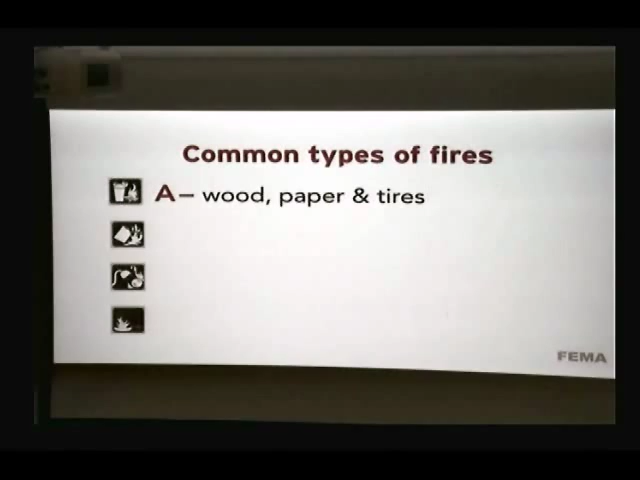 Common types of fires
A – wood, paper & tires
FEMA